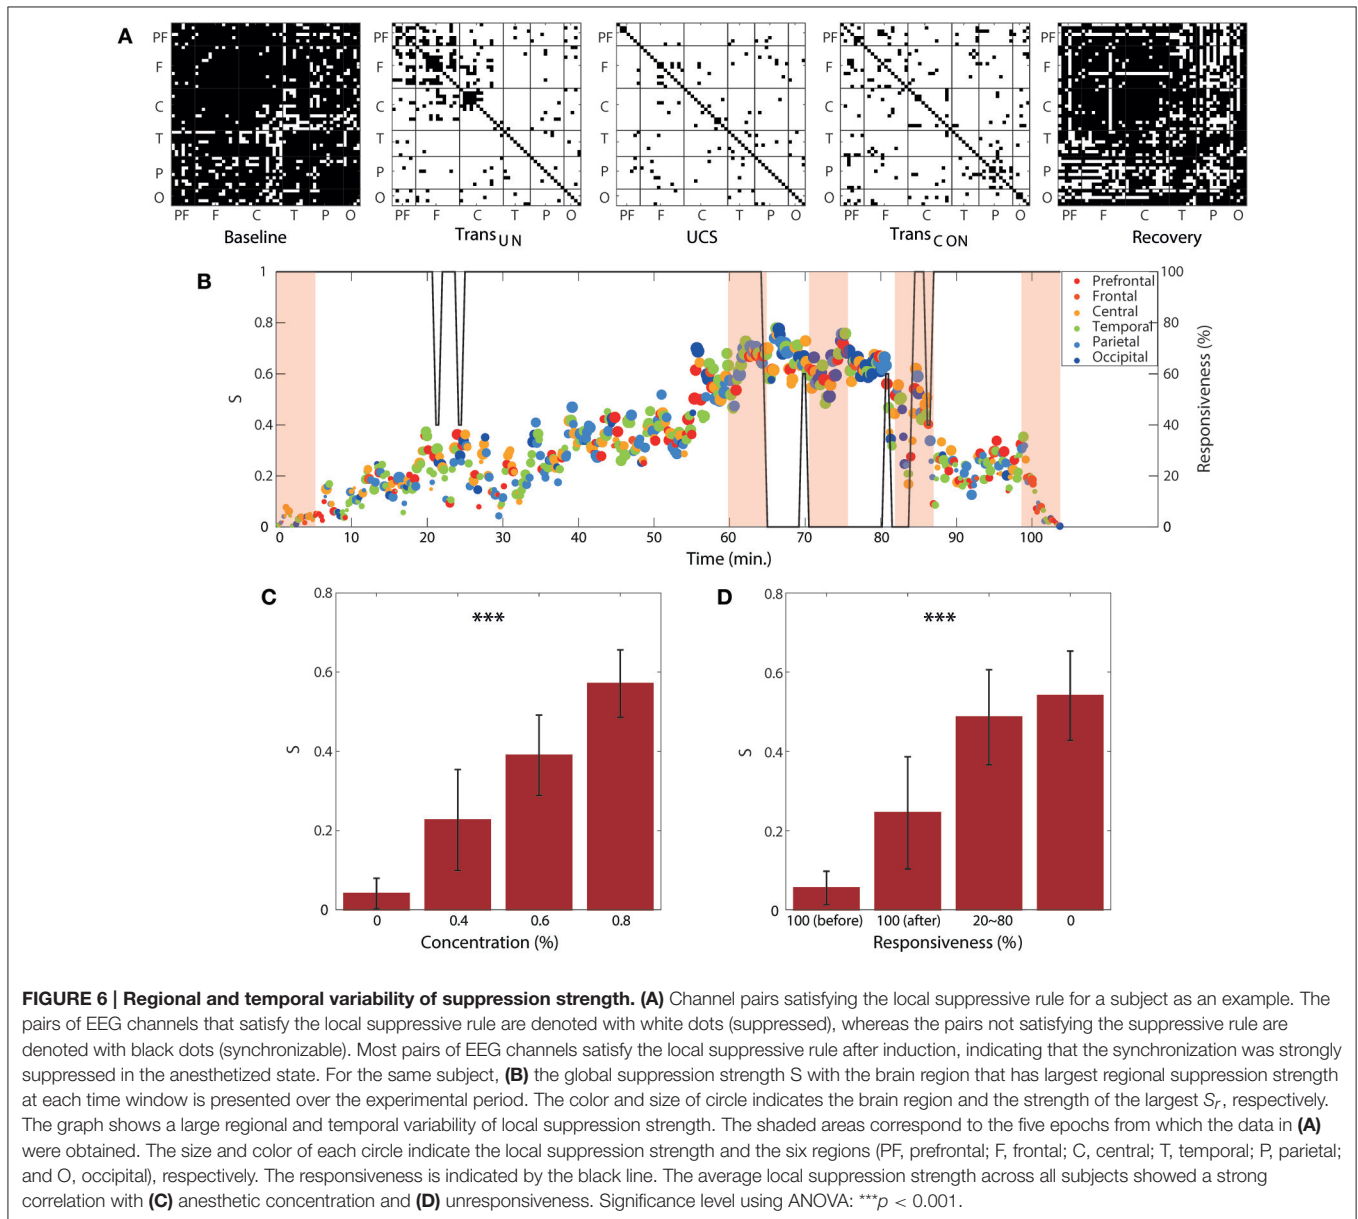 A
PF
F
C
T
P
O
PF F C T P O
Baseline
PF
F
C
T
P
O
PF F C T P O
Trans UN
PF
F
C
T
P
O
PF F C T P O
UCS
PF
F
C
T
P
O
PF F C T P O
Trans CON
PF
F
C
T
P
O
PF F C T P O
Recovery
B
S
1
0.8
0.6
0.4
0.2
0
0 10 20 30 40 50 60 70 80 90 100
Time (min.)
100
80
60
40
20
0
Responsiveness (%)
Prefrontal
Frontal
Central
Temporal
Parietal
Occipital
C
***
S
0.8
0.6
0.4
0.2
0
0 0.4 0.6 0.8
Concentration (%)
D
***
S
0.8
0.6
0.4
0.2
0
100 (before) 100 (after) 20~80 0
Responsiveness (%)
FIGURE 6 | Regional and temporal variability of suppression strength. (A) Channel pairs satisfying the local suppressive rule for a subject as an example. The
pairs of EEG channels that satisfy the local suppressive rule are denoted with white dots (suppressed), whereas the pairs not satisfying the suppressive rule are
denoted with black dots (synchronizable). Most pairs of EEG channels satisfy the local suppressive rule after induction, indicating that the synchronization was strongly
suppressed in the anesthetized state. For the same subject, (B) the global suppression strength S with the brain region that has largest regional suppression strength
at each time window is presented over the experimental period. The color and size of circle indicates the brain region and the strength of the largest Sr, respectively.
The graph shows a large regional and temporal variability of local suppression strength. The shaded areas correspond to the five epochs from which the data in (A)
were obtained. The size and color of each circle indicate the local suppression strength and the six regions (PF, prefrontal; F, frontal; C, central; T, temporal; P, parietal;
and O, occipital), respectively. The responsiveness is indicated by the black line. The average local suppression strength across all subjects showed a strong
correlation with (C) anesthetic concentration and (D) unresponsiveness. Significance level using ANOVA: ***p < 0.001.